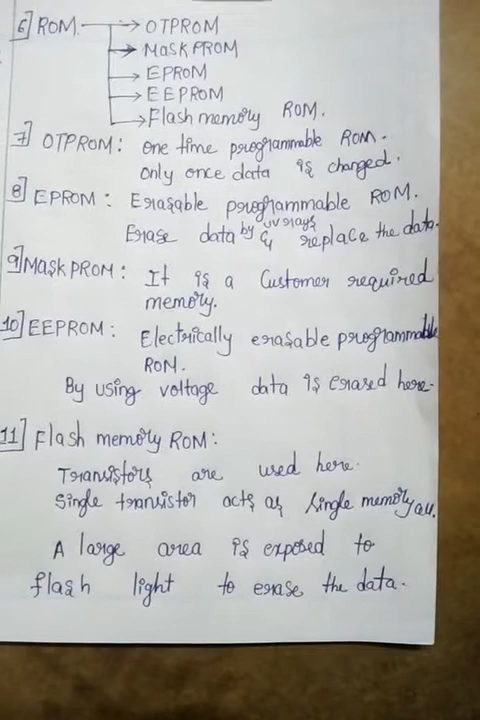 6] ROM → OTPROM
→ Mask PROM
→ EPROM
→ EEPROM
→ Flash memory ROM.
7] OTPROM: One time programmable ROM.
Only once data is changed.
8] EPROM: Erasable programmable ROM.
Erase data by UV rays & replace the data.
9] Mask PROM: It is a Customer required
memory.
10] EEPROM: Electrically erasable programmable
ROM.
By using voltage data is erased here.
11] Flash memory ROM:
Transistors are used here.
Single transistor acts as single memory
A large area is exposed to
flash light to erase the data.